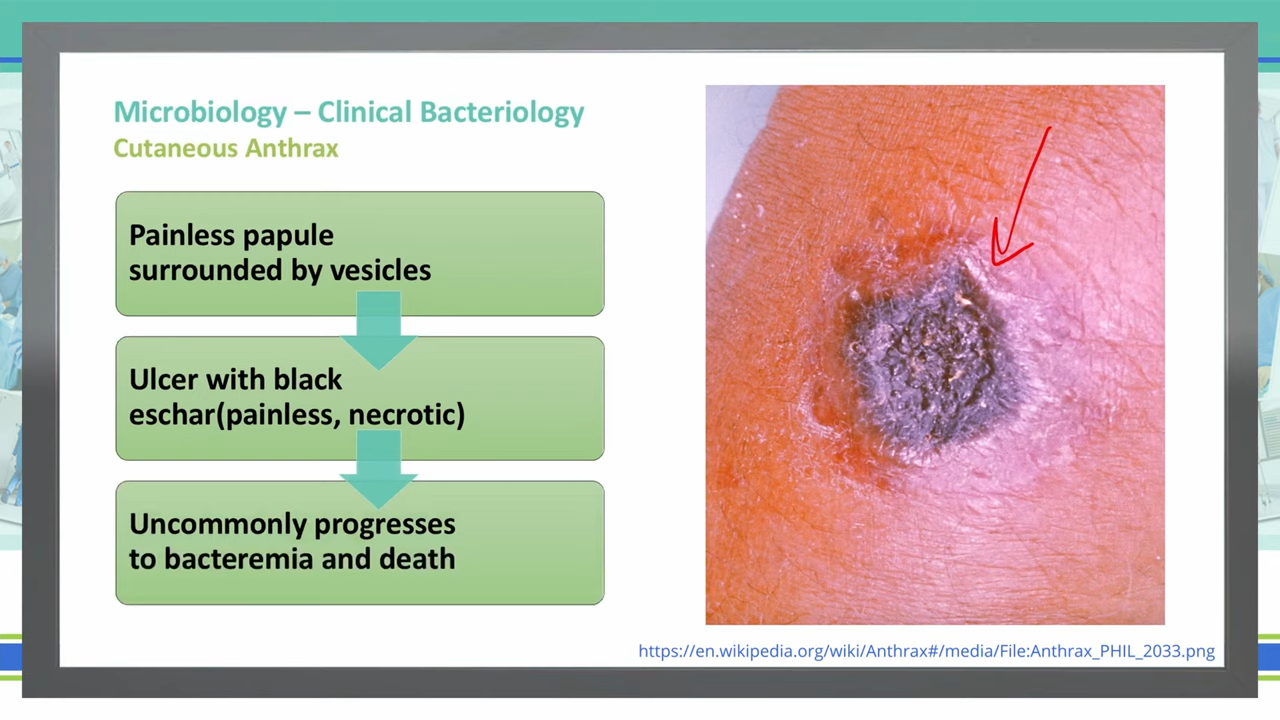 Microbiology – Clinical Bacteriology
Cutaneous Anthrax
Painless papule
surrounded by vesicles
Ulcer with black
eschar(painless, necrotic)
Uncommonly progresses
to bacteremia and death
https://en.wikipedia.org/wiki/Anthrax#/media/File:Anthrax_PHIL_2033.png